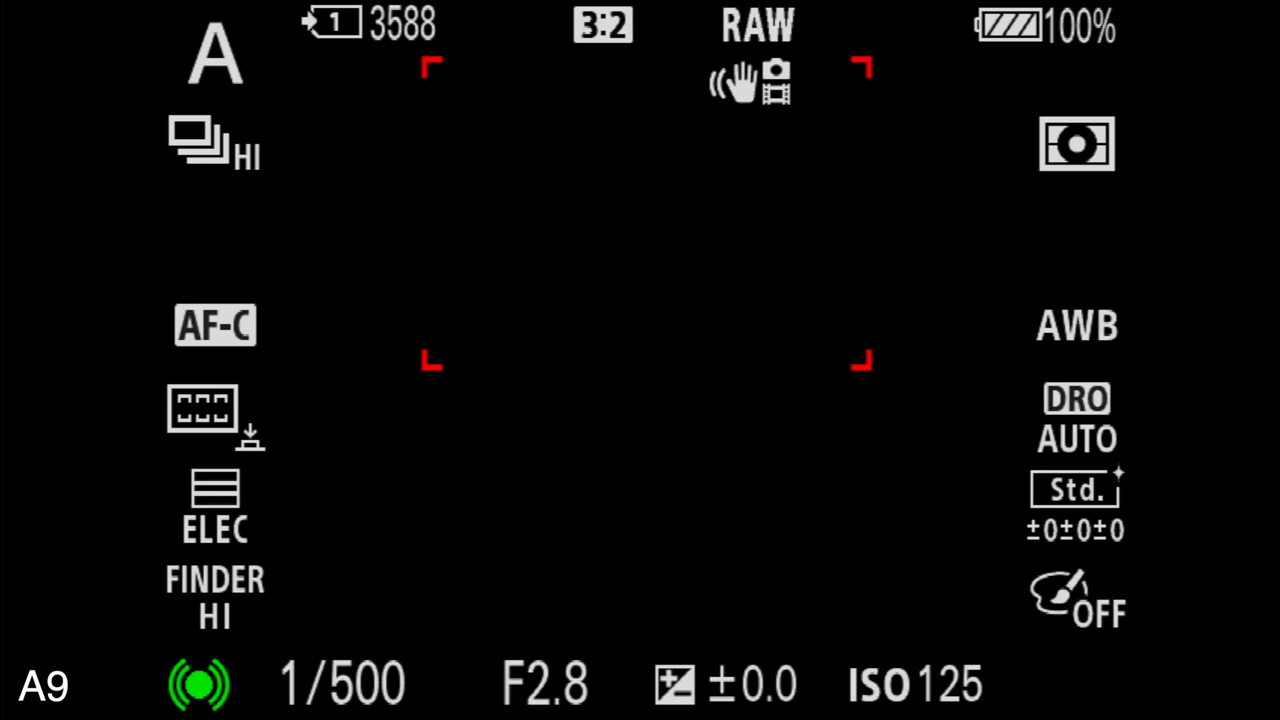 A
1 3588
3:2
RAW
100%
HI
AF-C
AWB
DRO
AUTO
Std.
±0±0±0
ELEC
FINDER
HI
OFF
A9
1/500
F2.8
±0.0
ISO 125